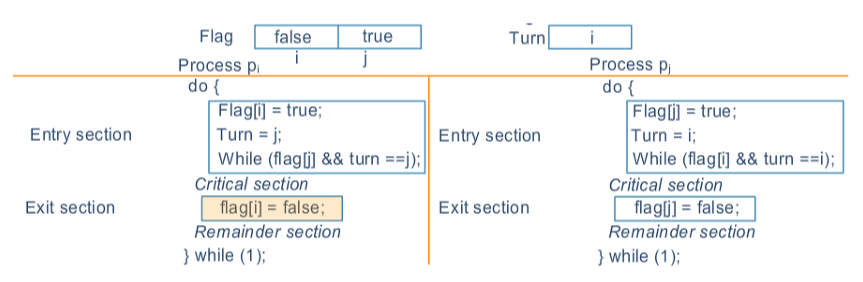 Flag false true Turn i
i j
Process pi Process pj
do { do {
Flag[i] = true; Flag[j] = true;
Entry section Turn = j; Entry section Turn = i;
While (flag[j] && turn ==j); While (flag[i] && turn ==i);
Critical section Critical section
Exit section flag[i] = false; Exit section flag[j] = false;
Remainder section Remainder section
} while (1); } while (1);